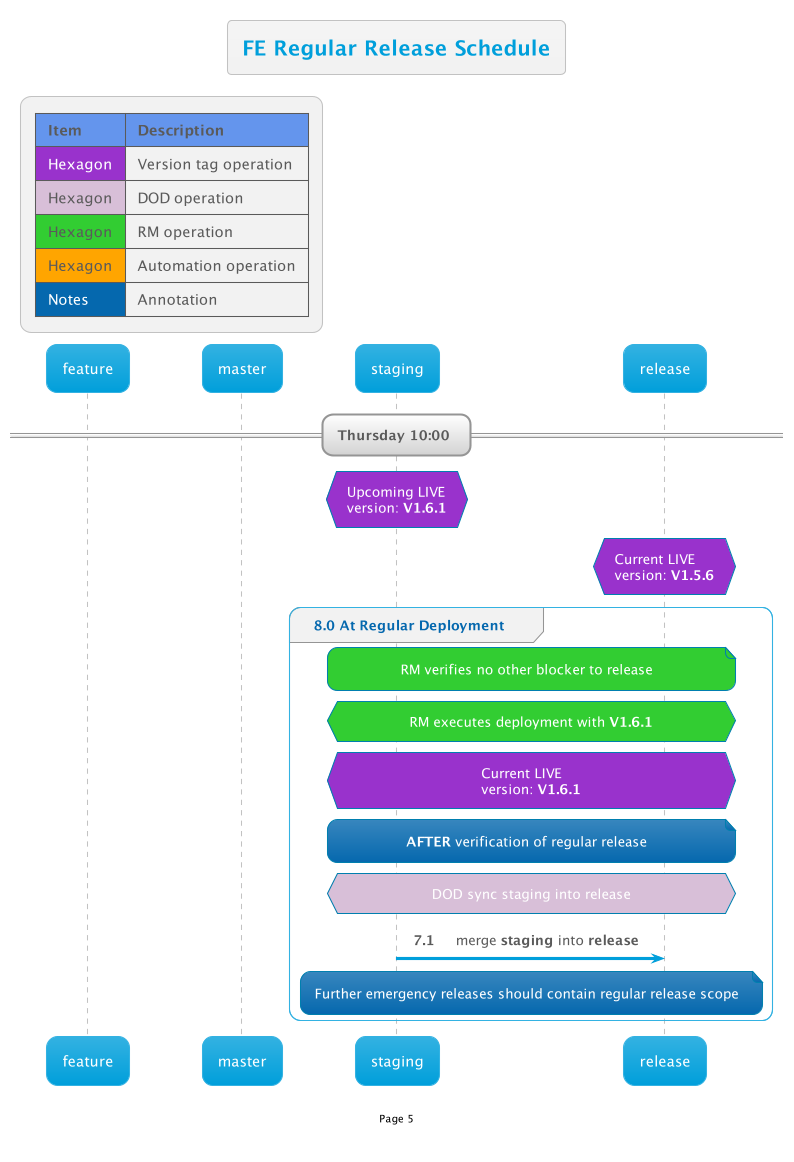 FE Regular Release Schedule
Item Description
Hexagon Version tag operation
Hexagon DOD operation
Hexagon RM operation
Hexagon Automation operation
Notes Annotation
feature master staging release
Thursday 10:00
Upcoming LIVE
version: V1.6.1
Current LIVE
version: V1.5.6
8.0 At Regular Deployment
RM verifies no other blocker to release
RM executes deployment with V1.6.1
Current LIVE
version: V1.6.1
AFTER verification of regular release
DOD sync staging into release
7.1 merge staging into release
Further emergency releases should contain regular release scope
feature master staging release
Page 5